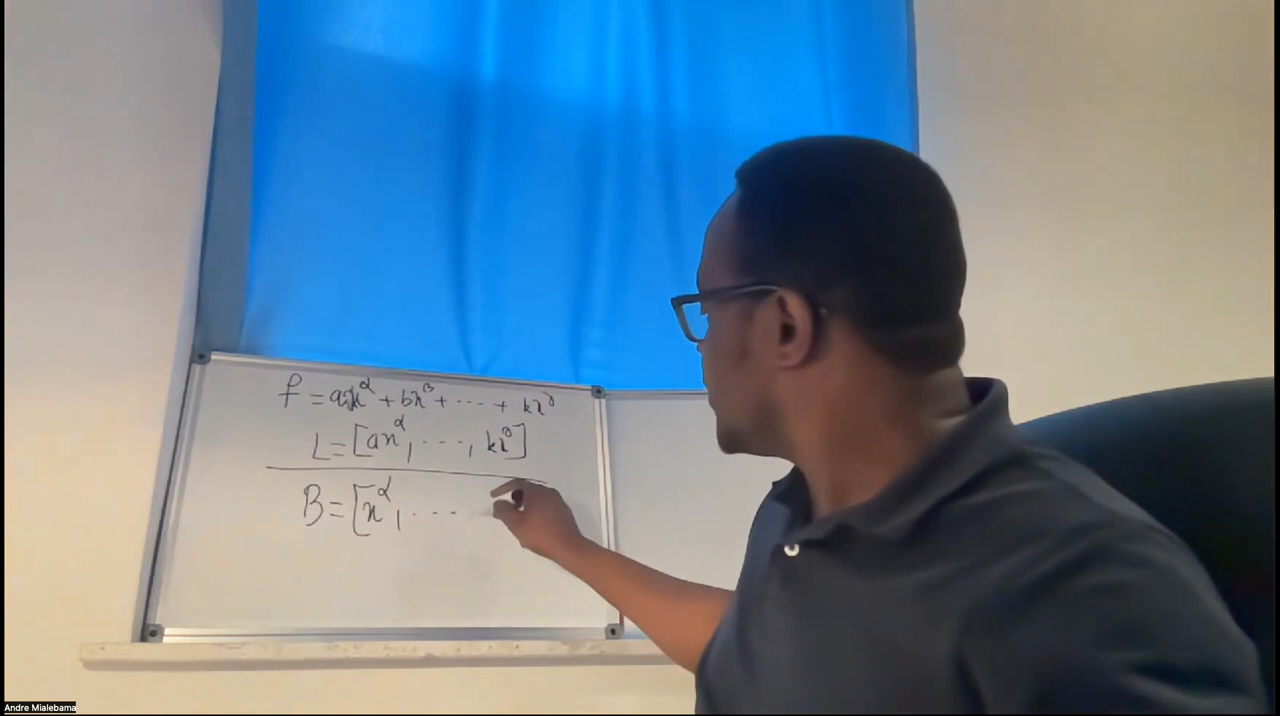 f = ax^α + bx^β + ... + kx^γ
L = [ax^α, ..., kx^γ]
B = [x^α, ...
Andre Mialebama